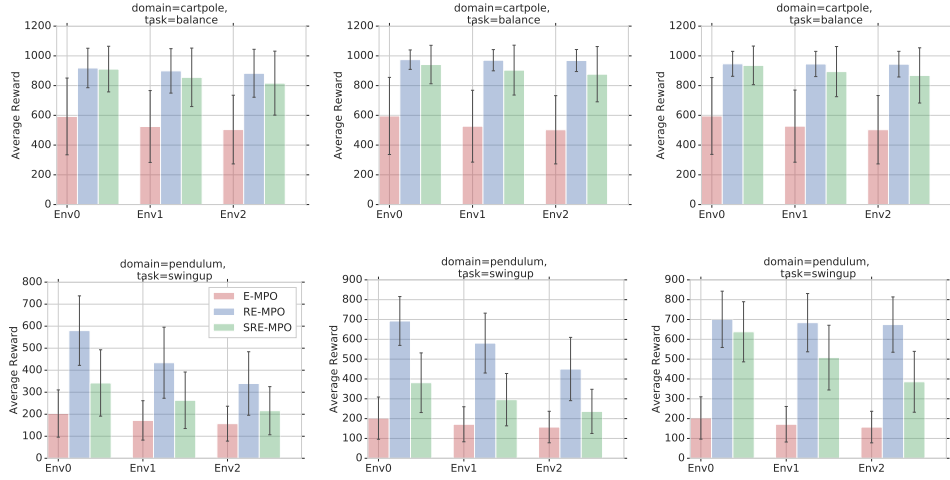 domain=cartpole,
task=balance
1200
1000
800
600
400
200
0
Average Reward
Env0 Env1 Env2
domain=cartpole,
task=balance
1200
1000
800
600
400
200
0
Average Reward
Env0 Env1 Env2
domain=cartpole,
task=balance
1200
1000
800
600
400
200
0
Average Reward
Env0 Env1 Env2
domain=pendulum,
task=swingup
800
700
600
500
400
300
200
100
0
Average Reward
E-MPO
RE-MPO
SRE-MPO
Env0 Env1 Env2
domain=pendulum,
task=swingup
900
800
700
600
500
400
300
200
100
0
Average Reward
Env0 Env1 Env2
domain=pendulum,
task=swingup
900
800
700
600
500
400
300
200
100
0
Average Reward
Env0 Env1 Env2